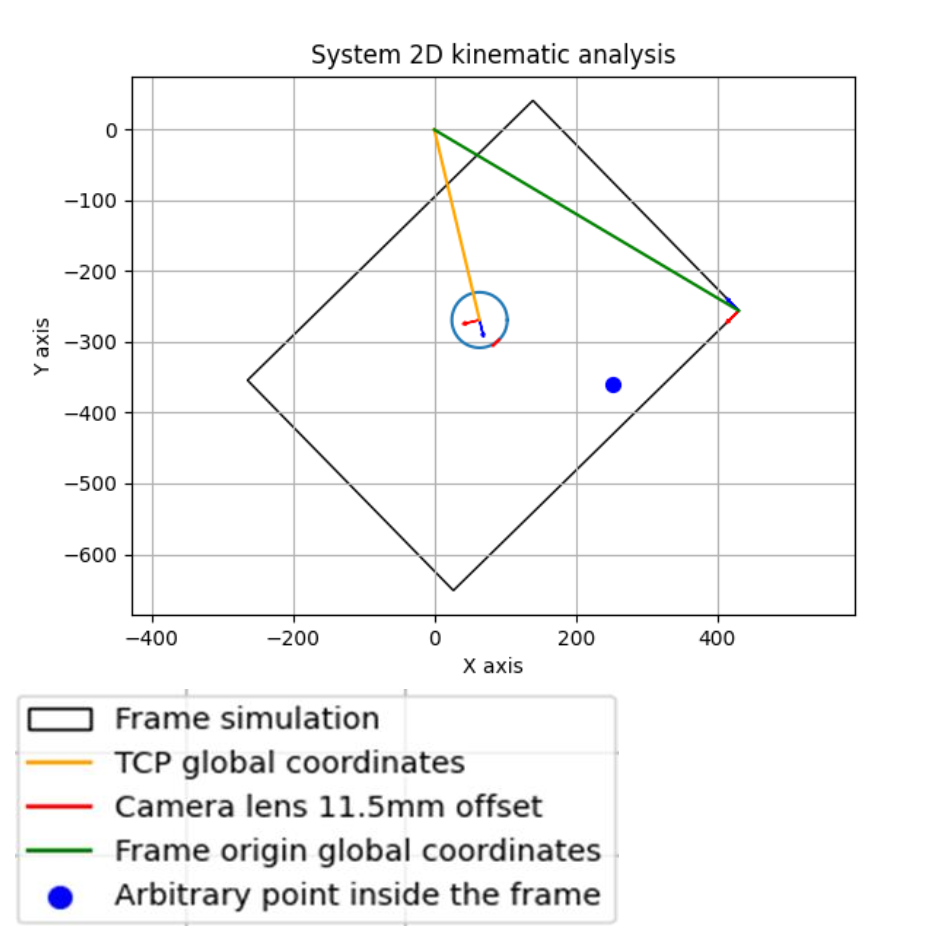 System 2D kinematic analysis
0
−100
−200
−300
−400
−500
−600
Y axis
−400 −200 0 200 400
X axis
Frame simulation
TCP global coordinates
Camera lens 11.5mm offset
Frame origin global coordinates
Arbitrary point inside the frame